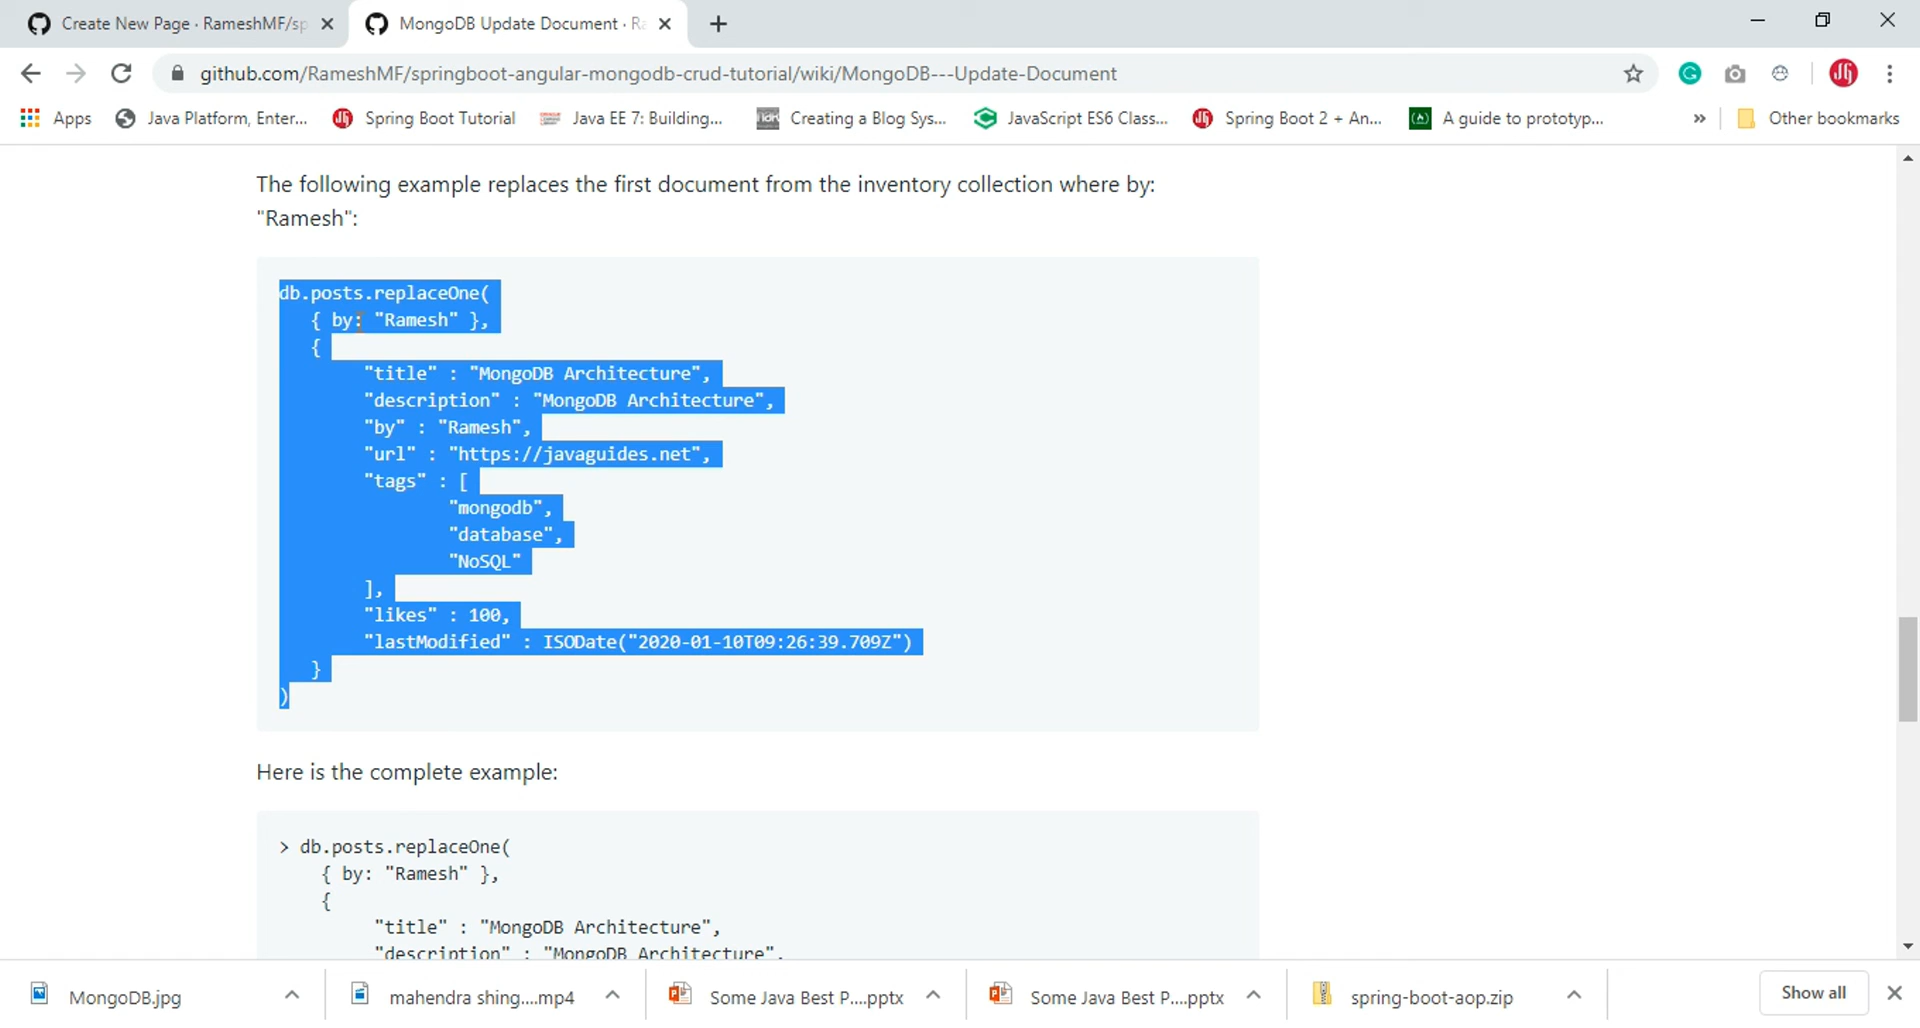 Create New Page · RameshMF/sp
MongoDB Update Document · Ra
github.com/RameshMF/springboot-angular-mongodb-crud-tutorial/wiki/MongoDB---Update-Document
Apps
Java Platform, Enter...
Spring Boot Tutorial
Java EE 7: Building...
Creating a Blog Sys...
JavaScript ES6 Class...
Spring Boot 2 + An...
A guide to prototyp...
»
Other bookmarks
The following example replaces the first document from the inventory collection where by:
"Ramesh":
db.posts.replaceOne(
{ by: "Ramesh" },
{
"title" : "MongoDB Architecture",
"description" : "MongoDB Architecture",
"by" : "Ramesh",
"url" : "https://javaguides.net",
"tags" : [
"mongodb",
"database",
"NoSQL"
],
"likes" : 100,
"lastModified" : ISODate("2020-01-10T09:26:39.709Z")
}
)
Here is the complete example:
> db.posts.replaceOne(
{ by: "Ramesh" },
{
"title" : "MongoDB Architecture",
"description" : "MongoDB Architecture",
MongoDB.jpg
mahendra shing....mp4
Some Java Best P....pptx
Some Java Best P....pptx
spring-boot-aop.zip
Show all